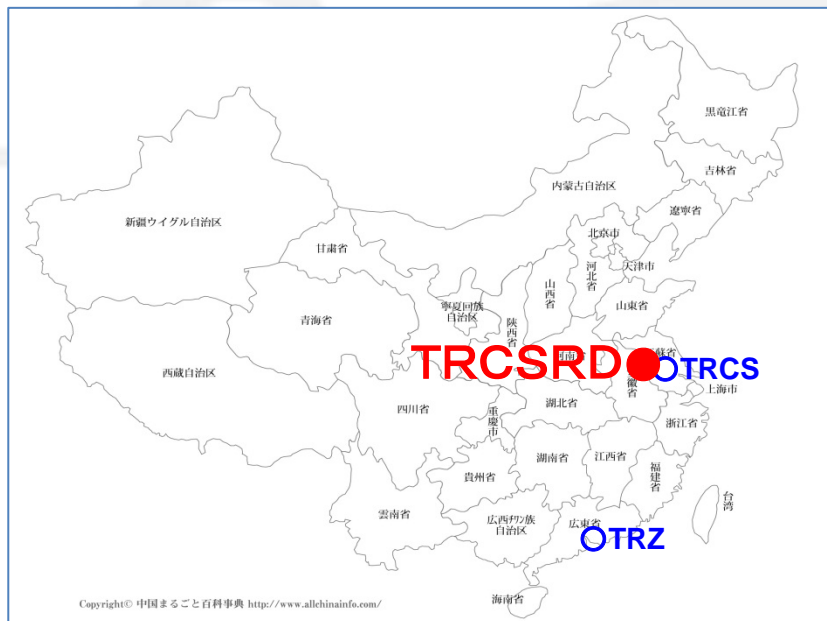 黒竜江省
吉林省
内蒙古自治区
遼寧省
新疆ウイグル自治区
北京市
甘粛省
天津市
河北省
山西省
山東省
寧夏回族
自治区
青海省
陝西省
河南省
蘇省
TRCSRD
TRCS
西蔵自治区
徽省
上海市
湖北省
四川省
重慶市
浙江省
湖南省
江西省
貴州省
福建省
台湾
雲南省
広西チワン族
自治区
広東省
TRZ
海南省
Copyright© 中国まるごと百科事典 http://www.allchinainfo.com/